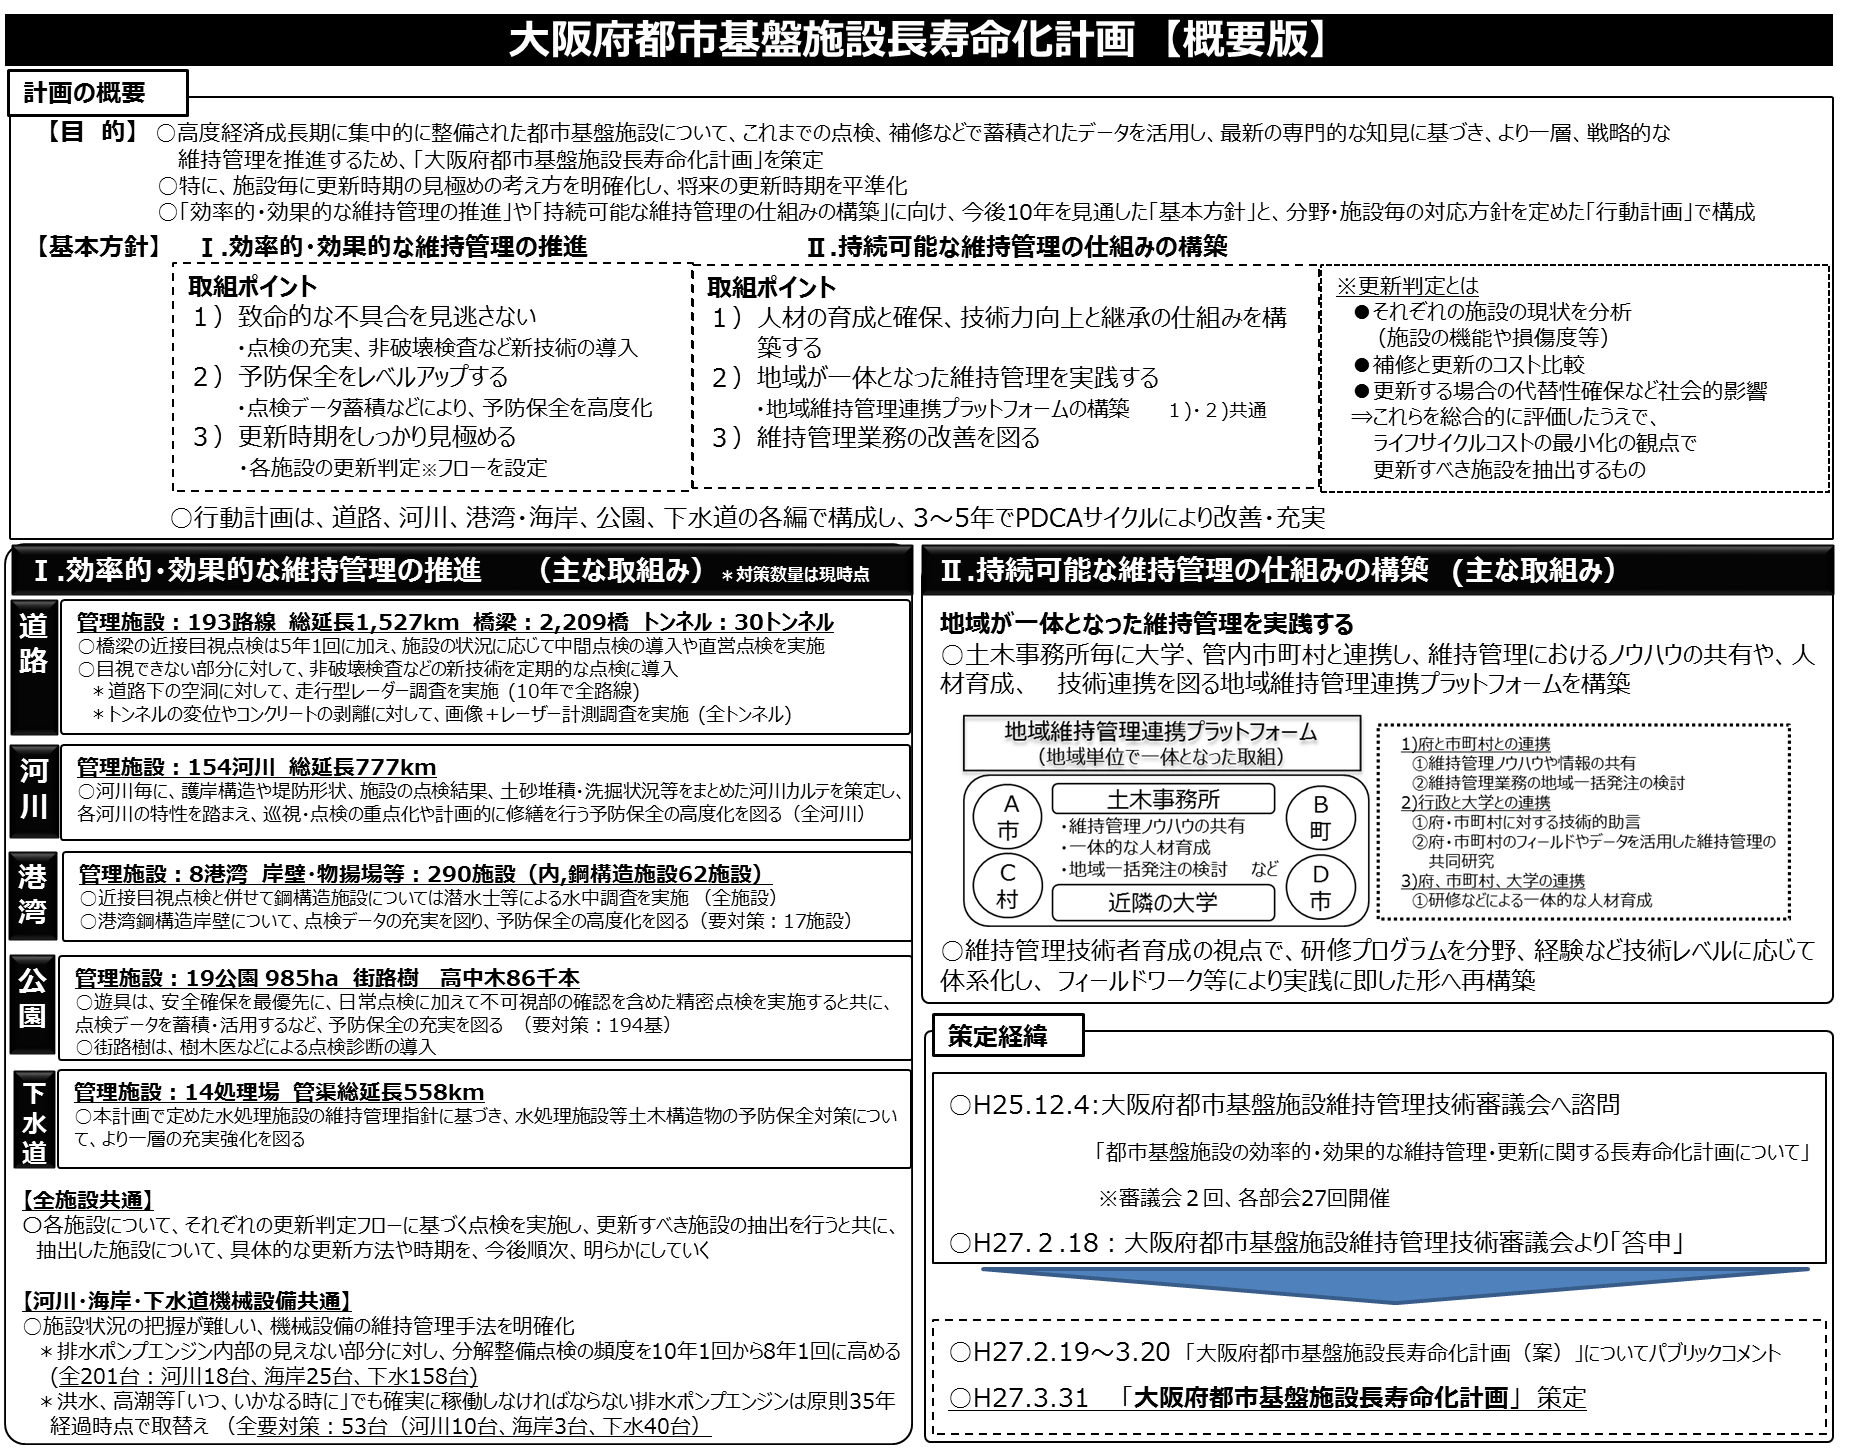 大阪府都市基盤施設長寿命化計画【概要版】
計画の概要
【目 的】 ○高度経済成長期に集中的に整備された都市基盤施設について、これまでの点検、補修などで蓄積されたデータを活用し、最新の専門的な知見に基づき、より一層、戦略的な
維持管理を推進するため、「大阪府都市基盤施設長寿命化計画」を策定
○特に、施設毎に更新時期の見極めの考え方を明確化し、将来の更新時期を平準化
○「効率的・効果的な維持管理の推進」や「持続可能な維持管理の仕組みの構築」に向け、今後10年を見通した「基本方針」と、分野・施設毎の対応方針を定めた「行動計画」で構成
【基本方針】 Ⅰ.効率的・効果的な維持管理の推進
取組ポイント
1）致命的な不具合を見逃さない
・点検の充実、非破壊検査など新技術の導入
2）予防保全をレベルアップする
・点検データ蓄積などにより、予防保全を高度化
3）更新時期をしっかり見極める
・各施設の更新判定※フローを設定
Ⅱ.持続可能な維持管理の仕組みの構築
取組ポイント
1）人材の育成と確保、技術力向上と継承の仕組みを構
築する
2）地域が一体となった維持管理を実践する
・地域維持管理連携プラットフォームの構築 1)・2)共通
3）維持管理業務の改善を図る
※更新判定とは
●それぞれの施設の現状を分析
（施設の機能や損傷度等）
●補修と更新のコスト比較
●更新する場合の代替性確保など社会的影響
⇒これらを総合的に評価したうえで、
ライフサイクルコストの最小化の観点で
更新すべき施設を抽出するもの
○行動計画は、道路、河川、港湾・海岸、公園、下水道の各編で構成し、3～5年でPDCAサイクルにより改善・充実
Ⅰ.効率的・効果的な維持管理の推進 （主な取組み）＊対策数量は現時点
道路
管理施設：193路線 総延長1,527km 橋梁：2,209橋 トンネル：30トンネル
○橋梁の近接目視点検は5年1回に加え、施設の状況に応じて中間点検の導入や直営点検を実施
○目視できない部分に対して、非破壊検査などの新技術を定期的な点検に導入
＊道路下の空洞に対して、走行型レーダー調査を実施 (10年で全路線)
＊トンネルの変位やコンクリートの剥離に対して、画像＋レーザー計測調査を実施 (全トンネル)
河川
管理施設：154河川 総延長777km
○河川毎に、護岸構造や堤防形状、施設の点検結果、土砂堆積・洗掘状況等をまとめた河川カルテを策定し、
各河川の特性を踏まえ、巡視・点検の重点化や計画的に修繕を行う予防保全の高度化を図る（全河川）
港湾
管理施設：8港湾 岸壁・物揚場等：290施設（内,鋼構造施設62施設）
○近接目視点検と併せて鋼構造施設については潜水士等による水中調査を実施 （全施設）
○港湾鋼構造岸壁について、点検データの充実を図り、予防保全の高度化を図る（要対策：17施設）
公園
管理施設：19公園 985ha 街路樹 高中木86千本
○遊具は、安全確保を最優先に、日常点検に加えて不可視部の確認を含めた精密点検を実施すると共に、
点検データを蓄積・活用するなど、予防保全の充実を図る （要対策：194基）
○街路樹は、樹木医などによる点検診断の導入
下水道
管理施設：14処理場 管渠総延長558km
○本計画で定めた水処理施設の維持管理指針に基づき、水処理施設等土木構造物の予防保全対策につい
て、より一層の充実強化を図る
【全施設共通】
○各施設について、それぞれの更新判定フローに基づく点検を実施し、更新すべき施設の抽出を行うと共に、
抽出した施設について、具体的な更新方法や時期を、今後順次、明らかにしていく
【河川・海岸・下水道機械設備共通】
○施設状況の把握が難しい、機械設備の維持管理手法を明確化
＊排水ポンプエンジン内部の見えない部分に対し、分解整備点検の頻度を10年1回から8年1回に高める
(全201台：河川18台、海岸25台、下水158台)
＊洪水、高潮等「いつ、いかなる時に」でも確実に稼働しなければならない排水ポンプエンジンは原則35年
経過時点で取替え （全要対策：53台（河川10台、海岸3台、下水40台）
Ⅱ.持続可能な維持管理の仕組みの構築 (主な取組み）
地域が一体となった維持管理を実践する
○土木事務所毎に大学、管内市町村と連携し、維持管理におけるノウハウの共有や、人
材育成、 技術連携を図る地域維持管理連携プラットフォームを構築
地域維持管理連携プラットフォーム
（地域単位で一体となった取組）
A市
B町
C村
D市
土木事務所
・維持管理ノウハウの共有
・一体的な人材育成
・地域一括発注の検討 など
近隣の大学
1)府と市町村との連携
①維持管理ノウハウや情報の共有
②維持管理業務の地域一括発注の検討
2)行政と大学との連携
①府・市町村に対する技術的助言
②府・市町村のフィールドやデータを活用した維持管理の
共同研究
3)府、市町村、大学の連携
①研修などによる一体的な人材育成
○維持管理技術者育成の視点で、研修プログラムを分野、経験など技術レベルに応じて
体系化し、フィールドワーク等により実践に即した形へ再構築
策定経緯
○H25.12.4:大阪府都市基盤施設維持管理技術審議会へ諮問
「都市基盤施設の効率的・効果的な維持管理・更新に関する長寿命化計画について」
※審議会２回、各部会27回開催
○H27.２.18：大阪府都市基盤施設維持管理技術審議会より「答申」
○H27.2.19～3.20 「大阪府都市基盤施設長寿命化計画（案）」についてパブリックコメント
○H27.3.31 「大阪府都市基盤施設長寿命化計画」策定